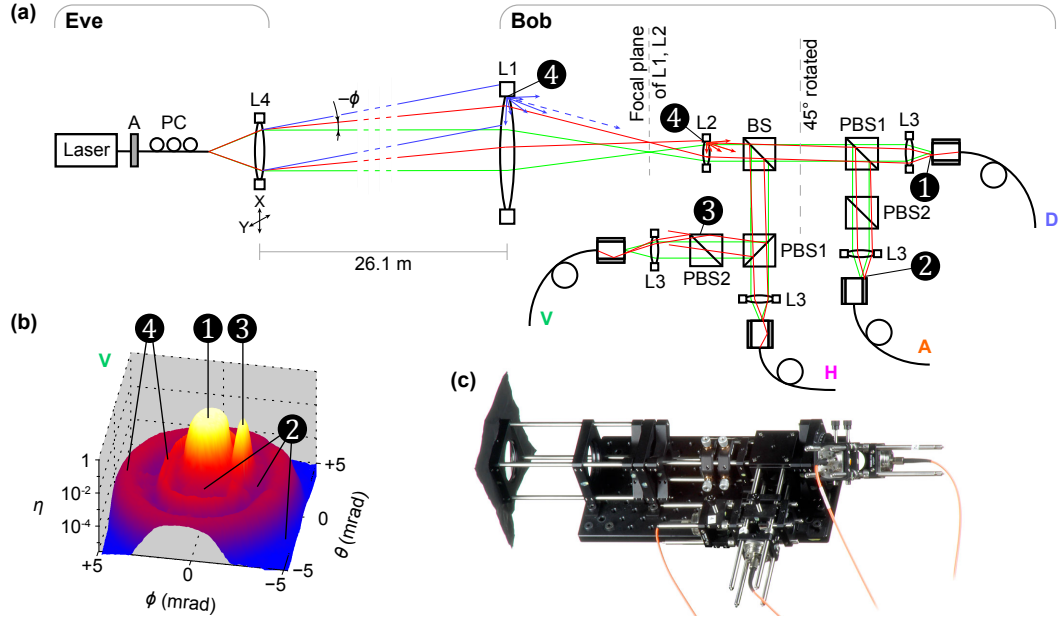 (a)
Eve
Bob
Laser
A
PC
L4
−ϕ
X
Y
26.1 m
L1
4
Focal plane
of L1, L2
4
L2
BS
45° rotated
PBS1
L3
1
D
PBS2
L3
2
A
3
PBS1
PBS2
L3
V
L3
H
(b)
V
4
1
3
2
1
10⁻²
10⁻⁴
η
+5
0
−5
ϕ (mrad)
+5
0
−5
θ (mrad)
(c)